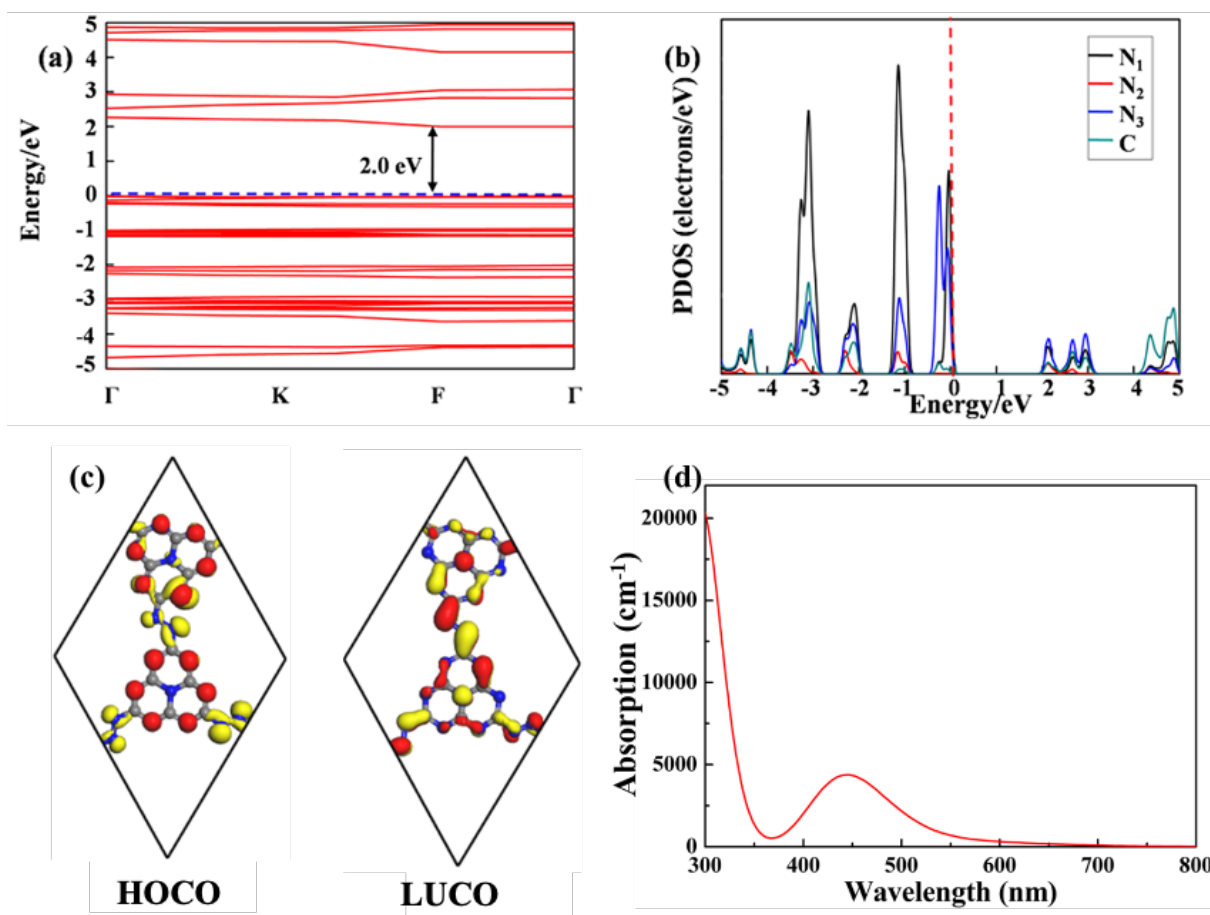 (a)
Energy/eV
5
4
3
2
1
0
-1
-2
-3
-4
-5
2.0 eV
Γ K F Γ
(b)
PDOS (electrons/eV)
N₁
N₂
N₃
C
-5 -4 -3 -2 -1 0 1 2 3 4 5
Energy/eV
(c)
HOCO LUCO
(d)
Absorption (cm⁻¹)
20000
15000
10000
5000
0
300 400 500 600 700 800
Wavelength (nm)